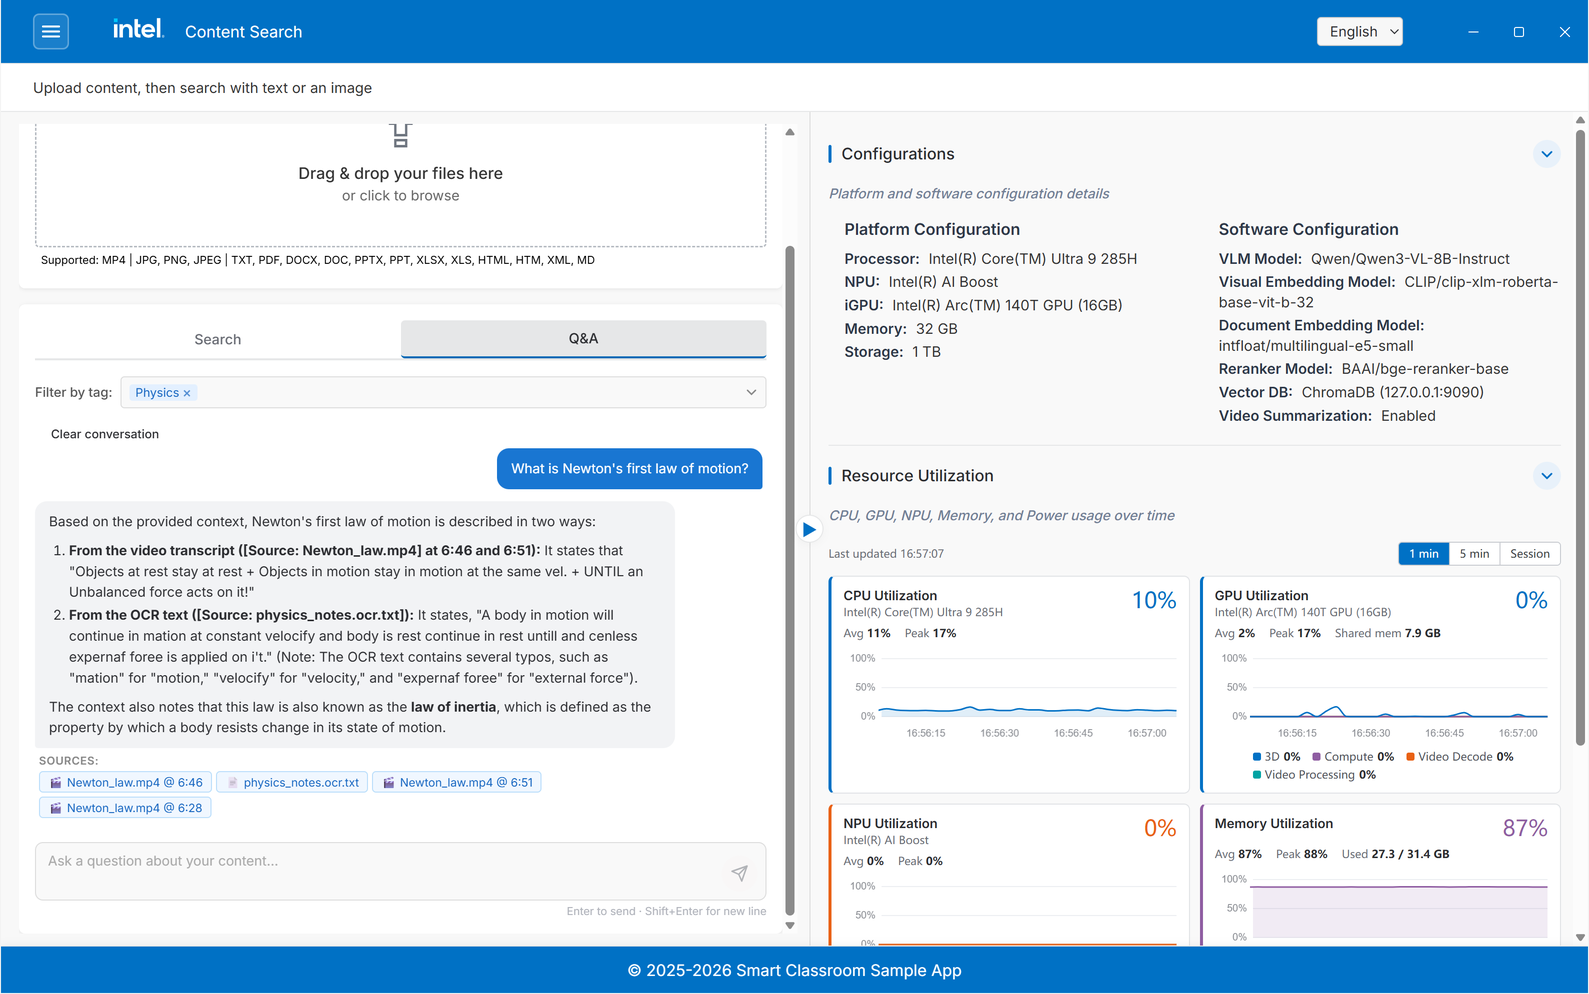 intel. Content Search
English
Upload content, then search with text or an image
Drag & drop your files here
or click to browse
Supported: MP4 | JPG, PNG, JPEG | TXT, PDF, DOCX, DOC, PPTX, PPT, XLSX, XLS, HTML, HTM, XML, MD
Search
Q&A
Filter by tag: Physics ×
Clear conversation
What is Newton's first law of motion?
Based on the provided context, Newton's first law of motion is described in two ways:
1. From the video transcript ([Source: Newton_law.mp4] at 6:46 and 6:51): It states that
"Objects at rest stay at rest + Objects in motion stay in motion at the same vel. + UNTIL an
Unbalanced force acts on it!"
2. From the OCR text ([Source: physics_notes.ocr.txt]): It states, "A body in motion will
continue in mation at constant velocify and body is rest continue in rest untill and cenless
expernaf foree is applied on i't." (Note: The OCR text contains several typos, such as
"mation" for "motion," "velocify" for "velocity," and "expernaf foree" for "external force").
The context also notes that this law is also known as the law of inertia, which is defined as the
property by which a body resists change in its state of motion.
SOURCES:
Newton_law.mp4 @ 6:46
physics_notes.ocr.txt
Newton_law.mp4 @ 6:51
Newton_law.mp4 @ 6:28
Ask a question about your content...
Enter to send · Shift+Enter for new line
Configurations
Platform and software configuration details
Platform Configuration
Processor: Intel(R) Core(TM) Ultra 9 285H
NPU: Intel(R) AI Boost
iGPU: Intel(R) Arc(TM) 140T GPU (16GB)
Memory: 32 GB
Storage: 1 TB
Software Configuration
VLM Model: Qwen/Qwen3-VL-8B-Instruct
Visual Embedding Model: CLIP/clip-xlm-roberta-
base-vit-b-32
Document Embedding Model:
intfloat/multilingual-e5-small
Reranker Model: BAAI/bge-reranker-base
Vector DB: ChromaDB (127.0.0.1:9090)
Video Summarization: Enabled
Resource Utilization
CPU, GPU, NPU, Memory, and Power usage over time
Last updated 16:57:07
1 min
5 min
Session
CPU Utilization
10%
Intel(R) Core(TM) Ultra 9 285H
Avg 11% Peak 17%
100%
50%
0%
16:56:15 16:56:30 16:56:45 16:57:00
GPU Utilization
0%
Intel(R) Arc(TM) 140T GPU (16GB)
Avg 2% Peak 17% Shared mem 7.9 GB
100%
50%
0%
16:56:15 16:56:30 16:56:45 16:57:00
3D 0% Compute 0% Video Decode 0%
Video Processing 0%
NPU Utilization
0%
Intel(R) AI Boost
Avg 0% Peak 0%
100%
50%
0%
Memory Utilization
87%
Avg 87% Peak 88% Used 27.3 / 31.4 GB
100%
50%
0%
© 2025-2026 Smart Classroom Sample App